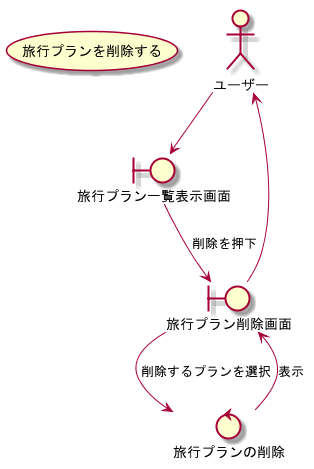 旅行プランを削除する
ユーザー
旅行プラン一覧表示画面
削除を押下
旅行プラン削除画面
削除するプランを選択
表示
旅行プランの削除